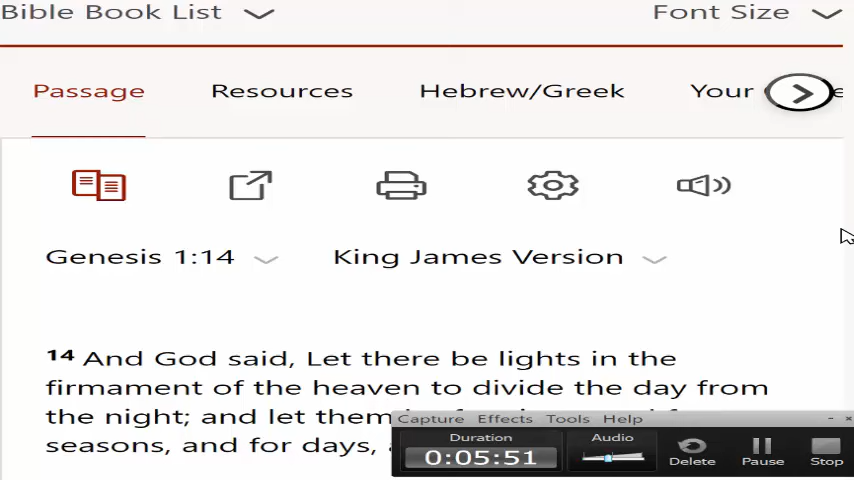 Bible Book List
Font Size
Passage
Resources
Hebrew/Greek
Your
Genesis 1:14
King James Version
14 And God said, Let there be lights in the
firmament of the heaven to divide the day from
the night; and let them
seasons, and for days,
Capture Effects Tools Help
Duration
Audio
0:05:51
Delete
Pause
Stop